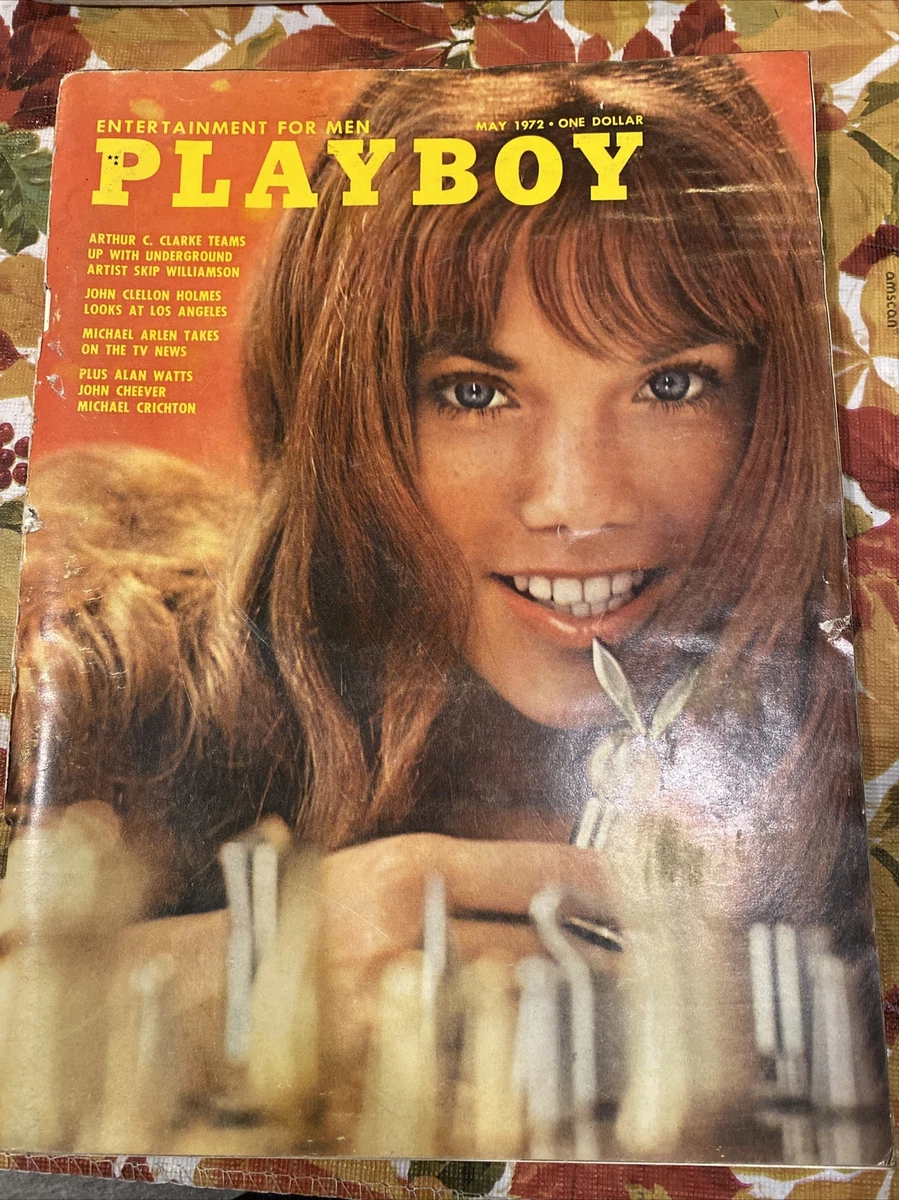 ENTERTAINMENT FOR MEN
MAY 1972 • ONE DOLLAR
PLAYBOY
ARTHUR C. CLARKE TEAMS
UP WITH UNDERGROUND
ARTIST SKIP WILLIAMSON
JOHN CLELLON HOLMES
LOOKS AT LOS ANGELES
MICHAEL ARLEN TAKES
ON THE TV NEWS
PLUS ALAN WATTS
JOHN CHEEVER
MICHAEL CRICHTON
amscan